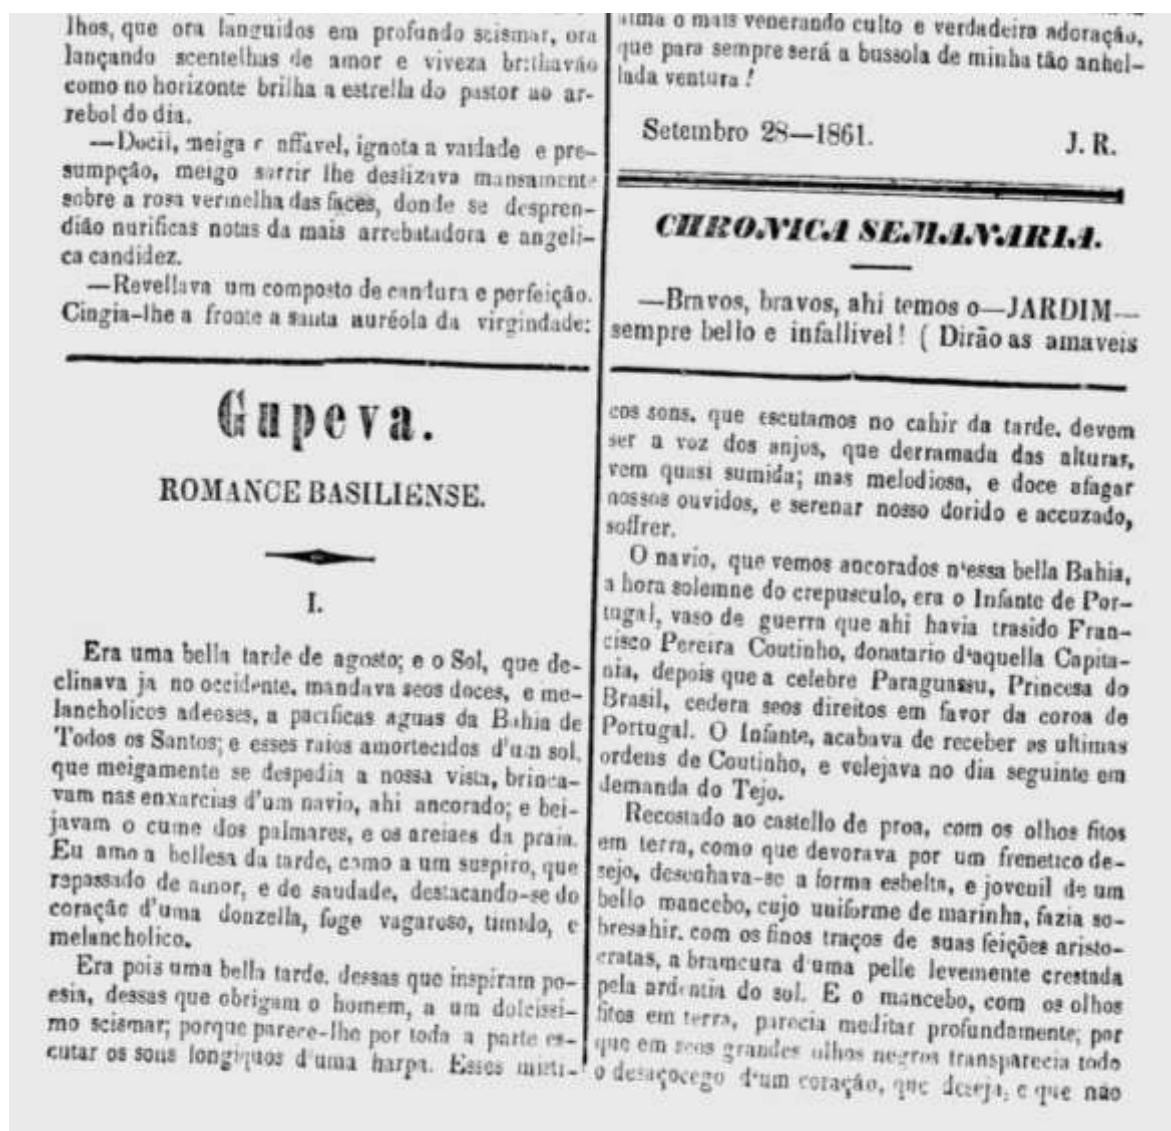 lhos, que ora languidos em profundo scismar, ora
lançando scentelhas de amor e viveza brilhavão
como no horizonte brilha a estrella do pastor ao ar-
rebol do dia.
—Docil, meiga e affavel, ignota a vaidade e pre-
sumpção, meigo sorrir lhe deslizava mansamente
sobre a rosa vermelha das faces, donde se despren-
dião nurificas notas da mais arrebatadora e angeli-
ca candidez.
—Revellava um composto de candura e perfeição.
Cingia-lhe a fronte a santa auréola da virgindade:
alma o mais venerando culto e verdadeira adoração,
que para sempre será a bussola de minha tão anhel-
lada ventura!
Setembro 28—1861. J. R.
CHRONICA SEMANARIA.
—Bravos, bravos, ahi temos o—JARDIM—
sempre bello e infallivel! ( Dirão as amaveis
Gupeva.
ROMANCE BASILIENSE.
I.
Era uma bella tarde de agosto; e o Sol, que de-
clinava ja no occidente, mandava seos doces, e me-
lancholicos adeoses, a pacificas aguas da Bahia de
Todos os Santos; e esses raios amortecidos d'um sol,
que meigamente se despedia a nossa vista, brinca-
vam nas enxarcias d'um navio, ahi ancorado; e bei-
javam o cume dos palmares, e os areiaes da praia.
Eu amo a bellesa da tarde, como a um suspiro, que
repassado de amor, e de saudade, destacando-se do
coração d'uma donzella, foge vagaroso, timido, e
melancholico.
Era pois uma bella tarde, dessas que inspiram po-
esia, dessas que obrigam o homem, a um dolcissi-
mo scismar; porque parece-lhe por toda a parte es-
cutar os sons longiquos d'uma harpa. Esses misti-
cos sons, que escutamos no cahir da tarde, devem
ser a voz dos anjos, que derramada das alturas,
vem quasi sumida; mas melodiosa, e doce afagar
nossos ouvidos, e serenar nosso dorido e accuzado,
soffrer.
O navio, que vemos ancorados n'essa bella Bahia,
a hora solemne do crepusculo, era o Infante de Por-
tugal, vaso de guerra que ahi havia trasido Fran-
cisco Pereira Coutinho, donatario d'aquella Capita-
nia, depois que a celebre Paraguassu, Princesa do
Brasil, cedera seos direitos em favor da coroa de
Portugal. O Infante, acabava de receber as ultimas
ordens de Coutinho, e velejava no dia seguinte em
demanda do Tejo.
Recostado ao castello de proa, com os olhos fitos
em terra, como que devorava por um frenetico de-
sejo, desenhava-se a forma esbelta, e jovenil de um
bello mancebo, cujo uniforme de marinha, fazia so-
bresahir, com os finos traços de suas feições aristo-
cratas, a bramcura d'uma pelle levemente crestada
pela ardentia do sol. E o mancebo, com os olhos
fitos em terra, parecia meditar profundamente; por
que em seos grandes olhos negros transparecia todo
o desaçocego d'um coração, que dezeja, e que não